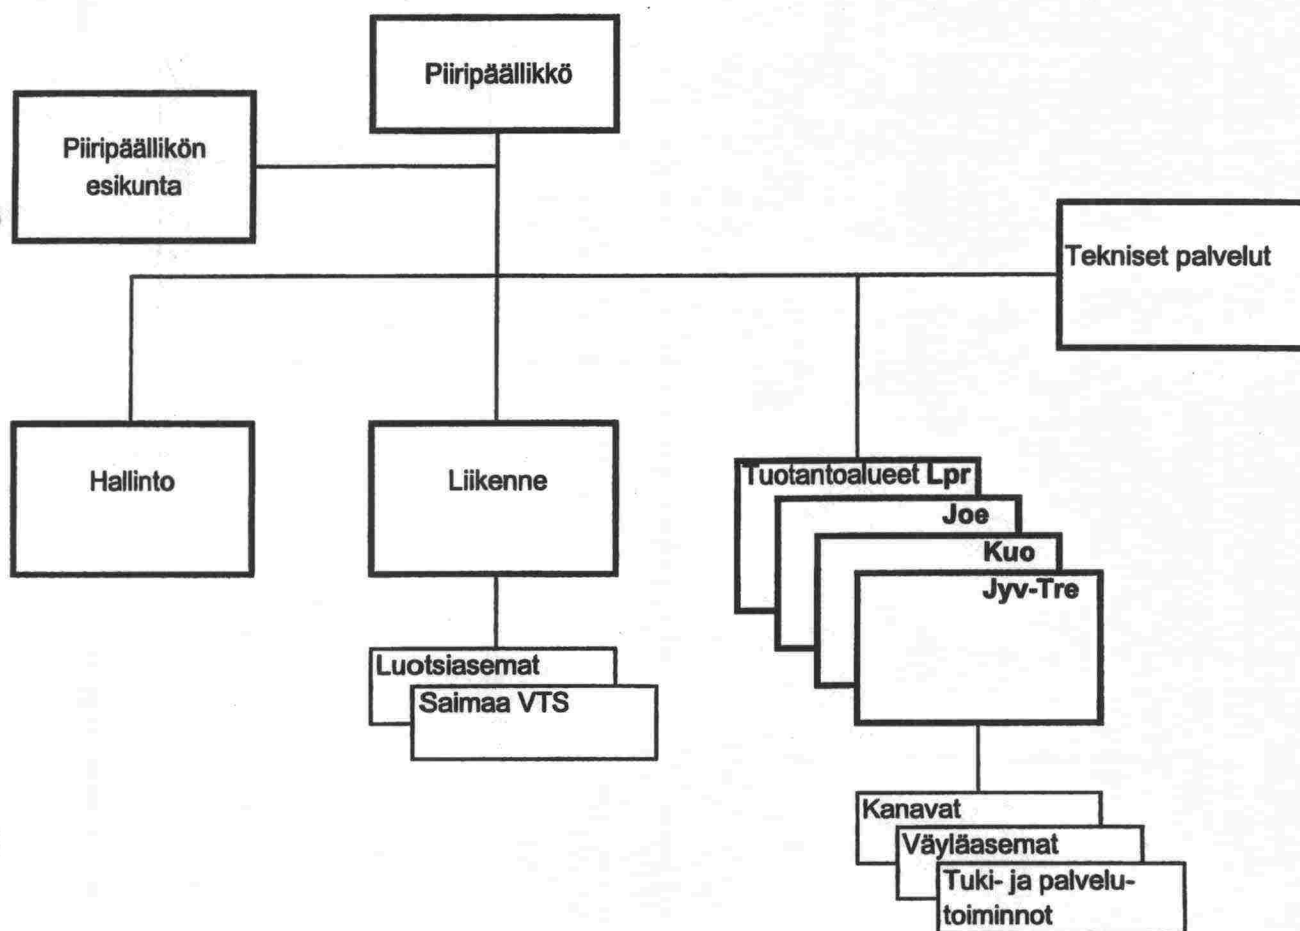 Piiripäällikkö
Piiripäällikön
esikunta
Tekniset palvelut
Hallinto
Liikenne
Tuotantoalueet Lpr
Joe
Kuo
Jyv-Tre
Luotsiasemat
Saimaa VTS
Kanavat
Väyläasemat
Tuki- ja palvelu-
toiminnot